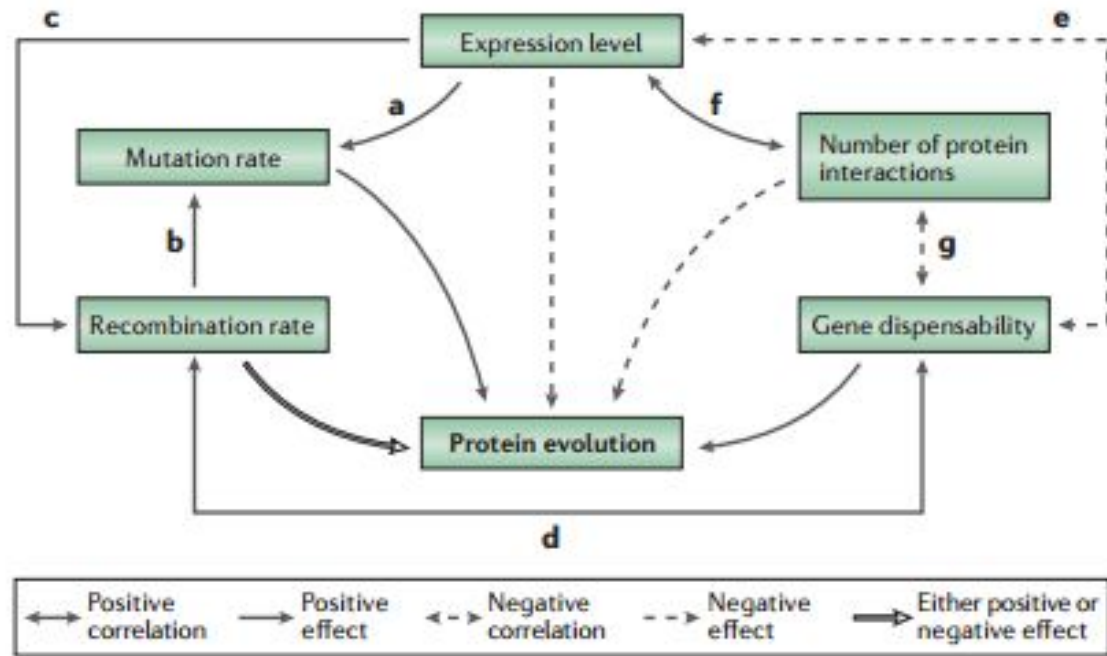 c
Expression level
e
a
f
Mutation rate
Number of protein
interactions
b
g
Recombination rate
Gene dispensability
Protein evolution
d
Positive
correlation
Positive
effect
Negative
correlation
Negative
effect
Either positive or
negative effect